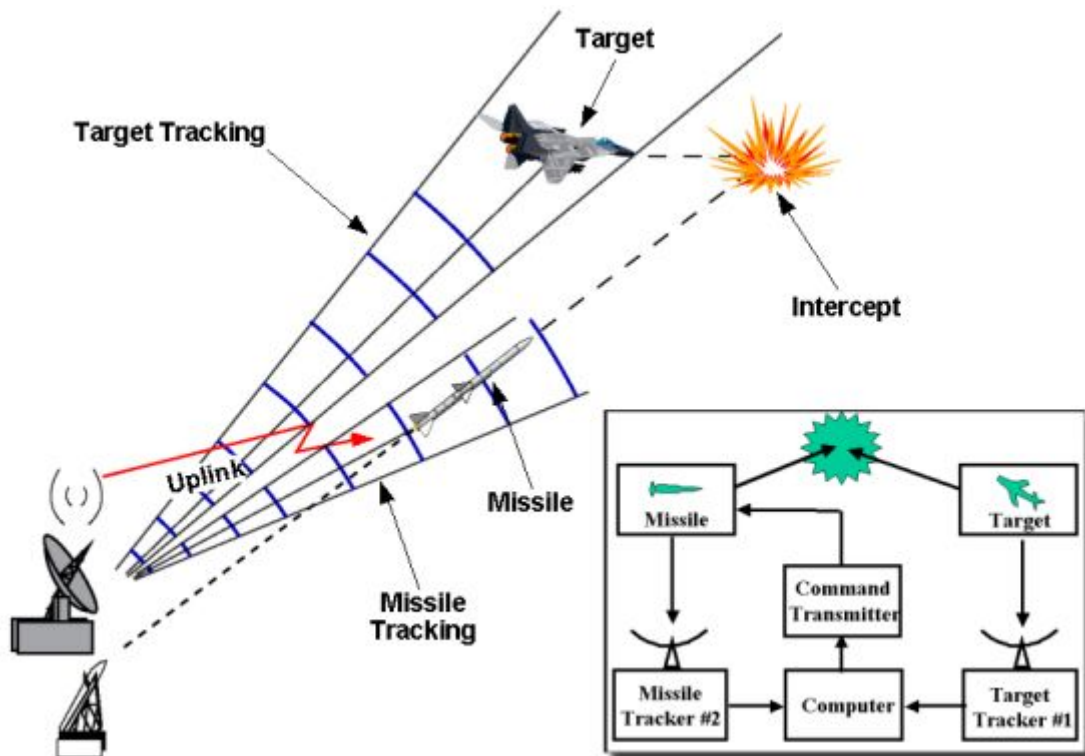 Target
Target Tracking
Intercept
Uplink
Missile
Missile
Tracking
Missile
Target
Command
Transmitter
Missile
Tracker #2
Computer
Target
Tracker #1